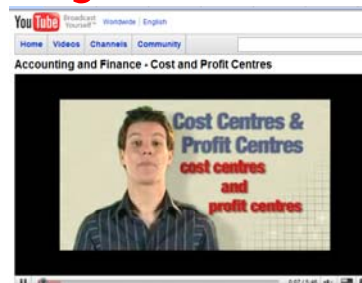 You Tube Broadcast Yourself™ Worldwide | English
Home Videos Channels Community
Accounting and Finance - Cost and Profit Centres
Cost Centres &
Profit Centres
cost centres
and
profit centres